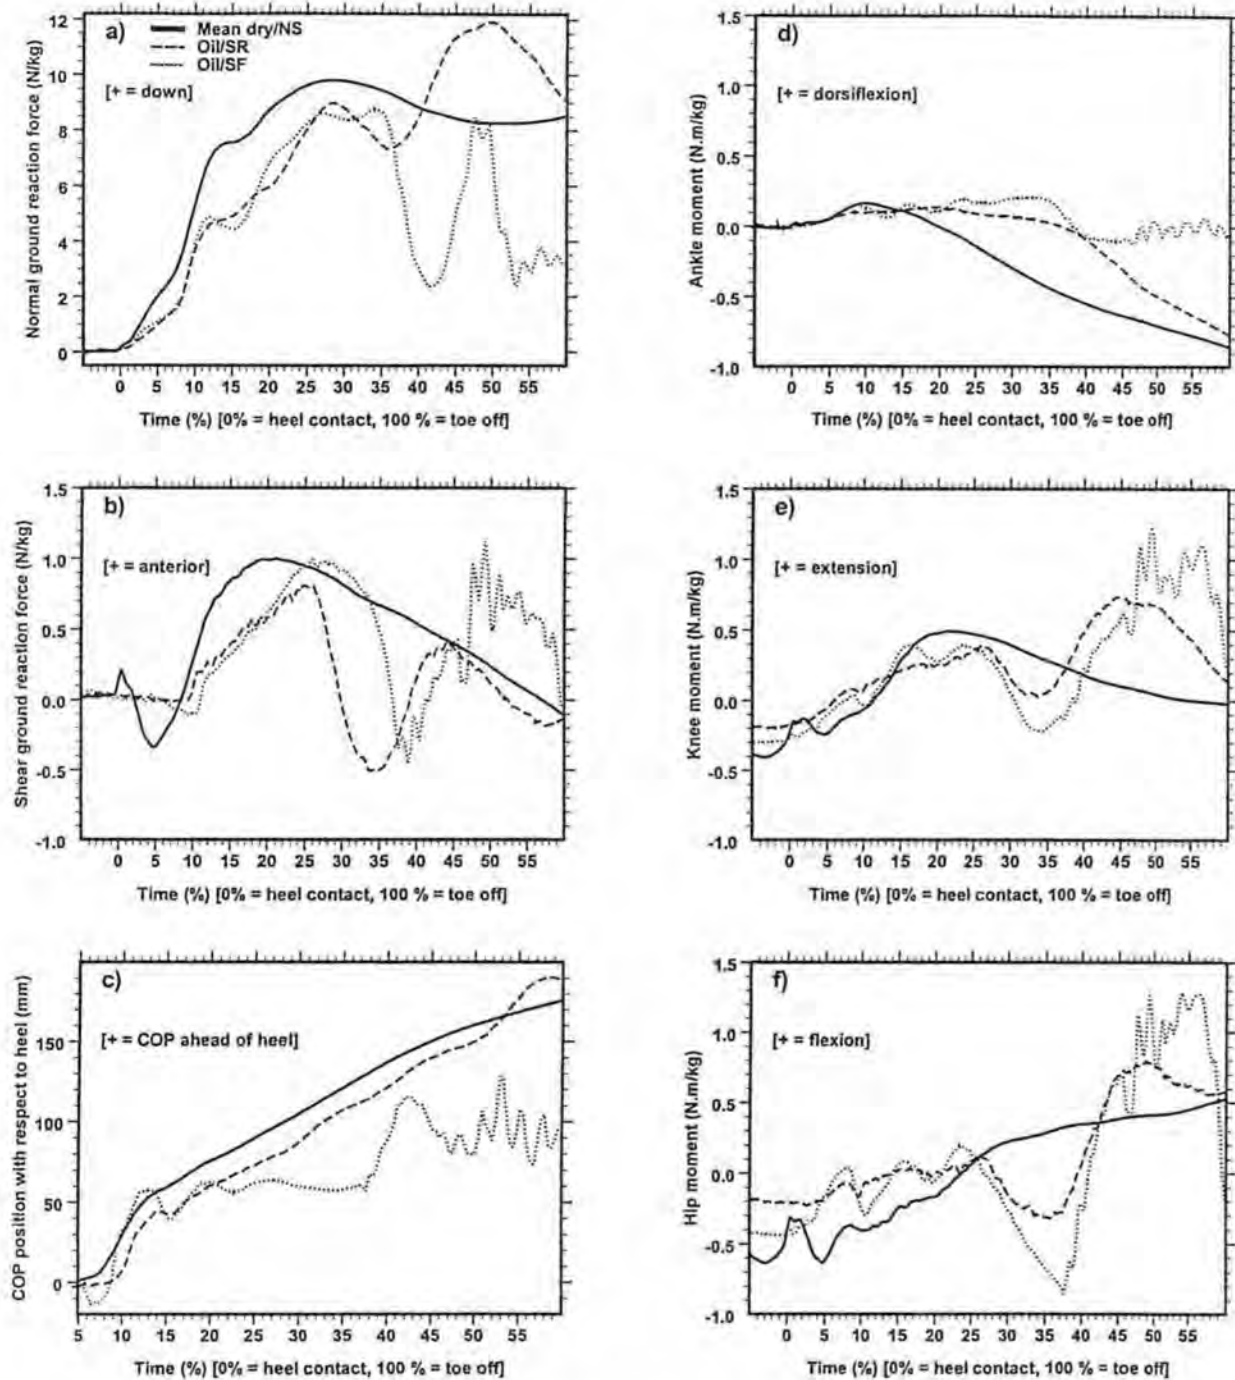 a)
Mean dry/NS
Oil/SR
Oil/SF
[+ = down]
Normal ground reaction force (N/kg)
12
10
8
6
4
2
0
0 5 10 15 20 25 30 35 40 45 50 55
Time (%) [0% = heel contact, 100 % = toe off]
d)
[+ = dorsiflexion]
Ankle moment (N.m/kg)
1.5
1.0
0.5
0.0
-0.5
-1.0
0 5 10 15 20 25 30 35 40 45 50 55
Time (%) [0% = heel contact, 100 % = toe off]
b)
[+ = anterior]
Shear ground reaction force (N/kg)
1.5
1.0
0.5
0.0
-0.5
-1.0
0 5 10 15 20 25 30 35 40 45 50 55
Time (%) [0% = heel contact, 100 % = toe off]
e)
[+ = extension]
Knee moment (N.m/kg)
1.5
1.0
0.5
0.0
-0.5
-1.0
0 5 10 15 20 25 30 35 40 45 50 55
Time (%) [0% = heel contact, 100 % = toe off]
c)
[+ = COP ahead of heel]
COP position with respect to heel (mm)
150
100
50
0
5 10 15 20 25 30 35 40 45 50 55
Time (%) [0% = heel contact, 100 % = toe off]
f)
[+ = flexion]
Hip moment (N.m/kg)
1.5
1.0
0.5
0.0
-0.5
-1.0
0 5 10 15 20 25 30 35 40 45 50 55
Time (%) [0% = heel contact, 100 % = toe off]